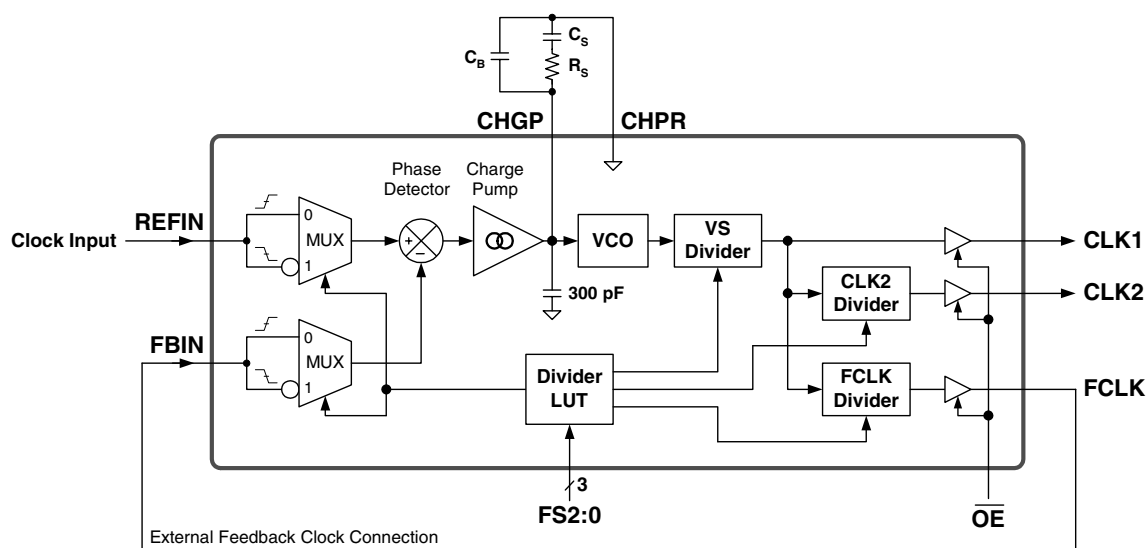 C_S
C_B
R_S
CHGP
CHPR
Phase
Detector
Charge
Pump
REFIN
Clock Input
0
MUX
1
+
−
VCO
VS
Divider
CLK1
300 pF
CLK2
Divider
CLK2
FBIN
0
MUX
1
Divider
LUT
FCLK
Divider
FCLK
3
FS2:0
OE
External Feedback Clock Connection